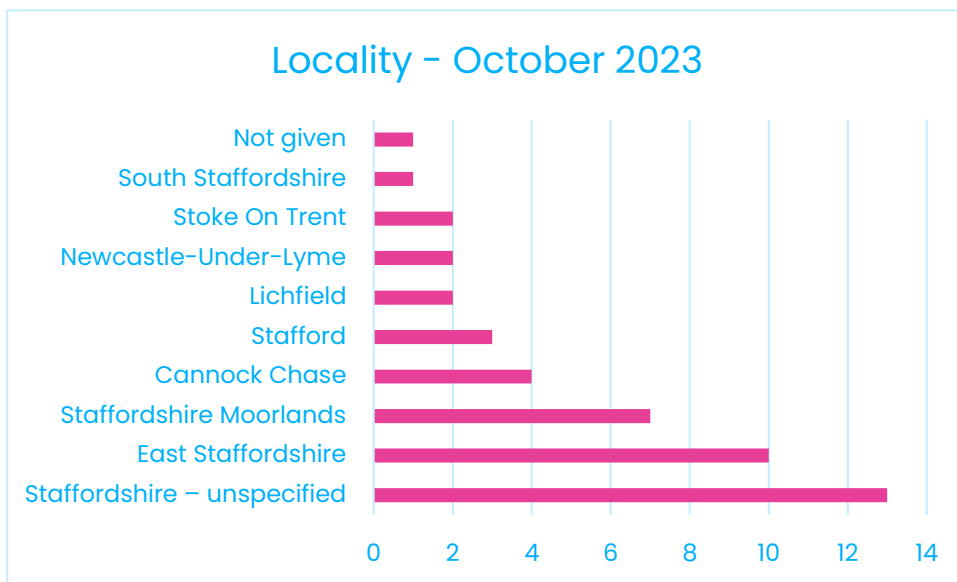 Locality - October 2023
Not given
South Staffordshire
Stoke On Trent
Newcastle-Under-Lyme
Lichfield
Stafford
Cannock Chase
Staffordshire Moorlands
East Staffordshire
Staffordshire – unspecified
0 2 4 6 8 10 12 14